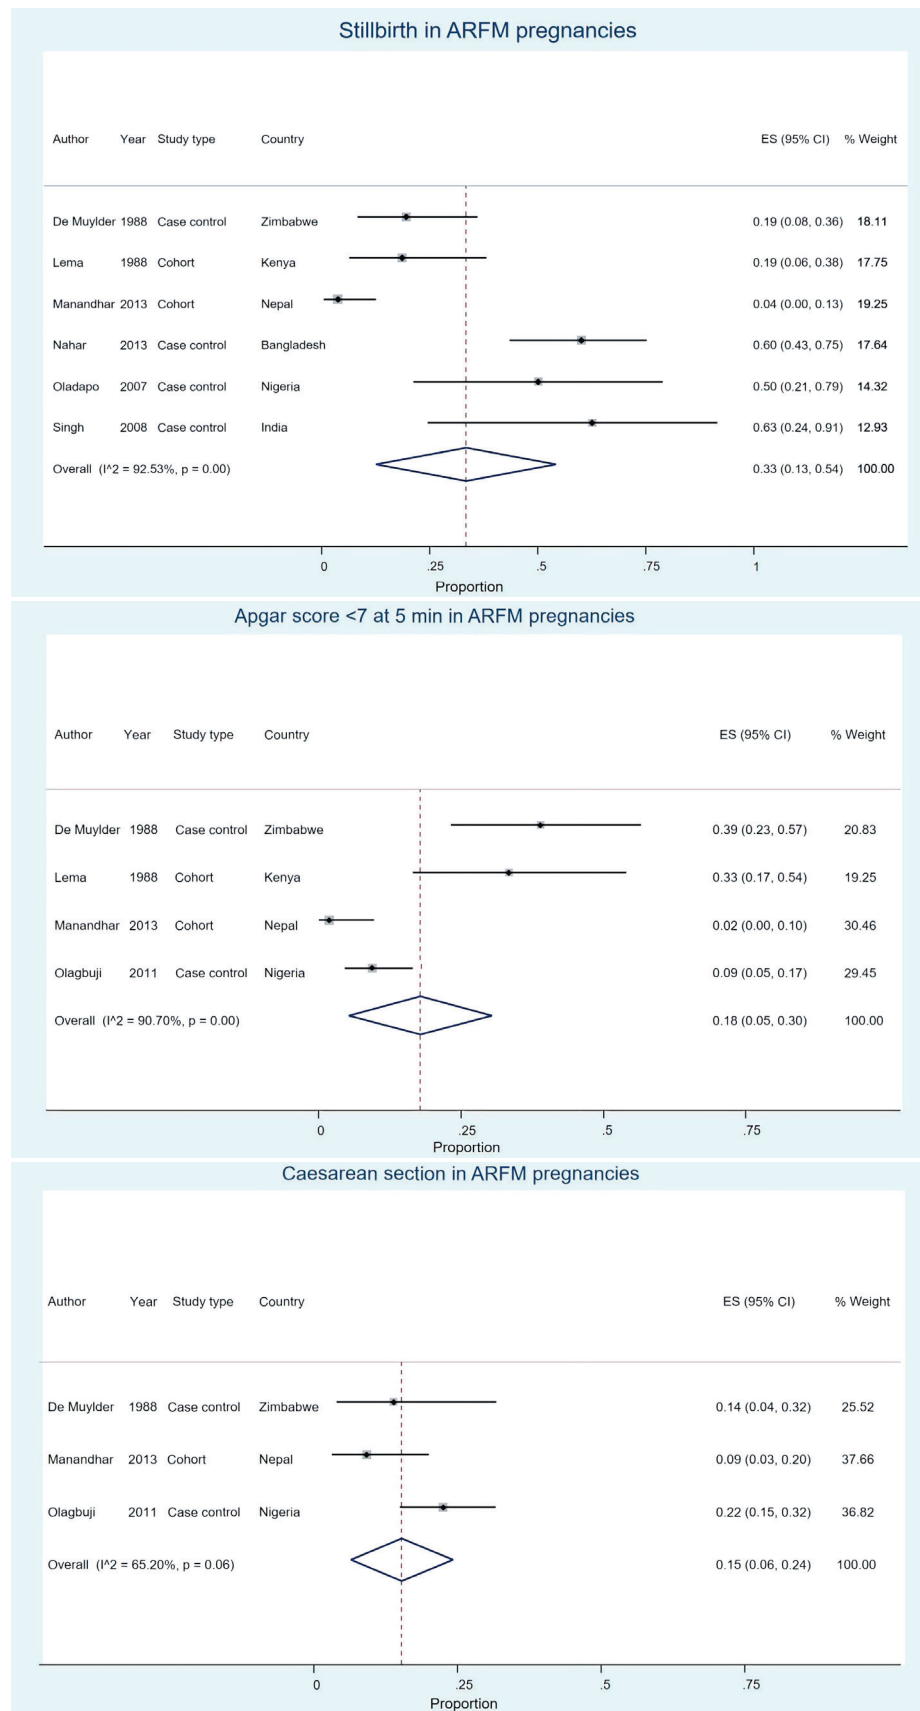 Stillbirth in ARFM pregnancies
Author Year Study type Country ES (95% CI) % Weight
De Muylder 1988 Case control Zimbabwe 0.19 (0.08, 0.36) 18.11
Lema 1988 Cohort Kenya 0.19 (0.06, 0.38) 17.75
Manandhar 2013 Cohort Nepal 0.04 (0.00, 0.13) 19.25
Nahar 2013 Case control Bangladesh 0.60 (0.43, 0.75) 17.64
Oladapo 2007 Case control Nigeria 0.50 (0.21, 0.79) 14.32
Singh 2008 Case control India 0.63 (0.24, 0.91) 12.93
Overall (I^2 = 92.53%, p = 0.00) 0.33 (0.13, 0.54) 100.00
0 .25 .5 .75 1
Proportion
Apgar score <7 at 5 min in ARFM pregnancies
Author Year Study type Country ES (95% CI) % Weight
De Muylder 1988 Case control Zimbabwe 0.39 (0.23, 0.57) 20.83
Lema 1988 Cohort Kenya 0.33 (0.17, 0.54) 19.25
Manandhar 2013 Cohort Nepal 0.02 (0.00, 0.10) 30.46
Olagbuji 2011 Case control Nigeria 0.09 (0.05, 0.17) 29.45
Overall (I^2 = 90.70%, p = 0.00) 0.18 (0.05, 0.30) 100.00
0 .25 .5 .75
Proportion
Caesarean section in ARFM pregnancies
Author Year Study type Country ES (95% CI) % Weight
De Muylder 1988 Case control Zimbabwe 0.14 (0.04, 0.32) 25.52
Manandhar 2013 Cohort Nepal 0.09 (0.03, 0.20) 37.66
Olagbuji 2011 Case control Nigeria 0.22 (0.15, 0.32) 36.82
Overall (I^2 = 65.20%, p = 0.06) 0.15 (0.06, 0.24) 100.00
0 .25 .5 .75
Proportion